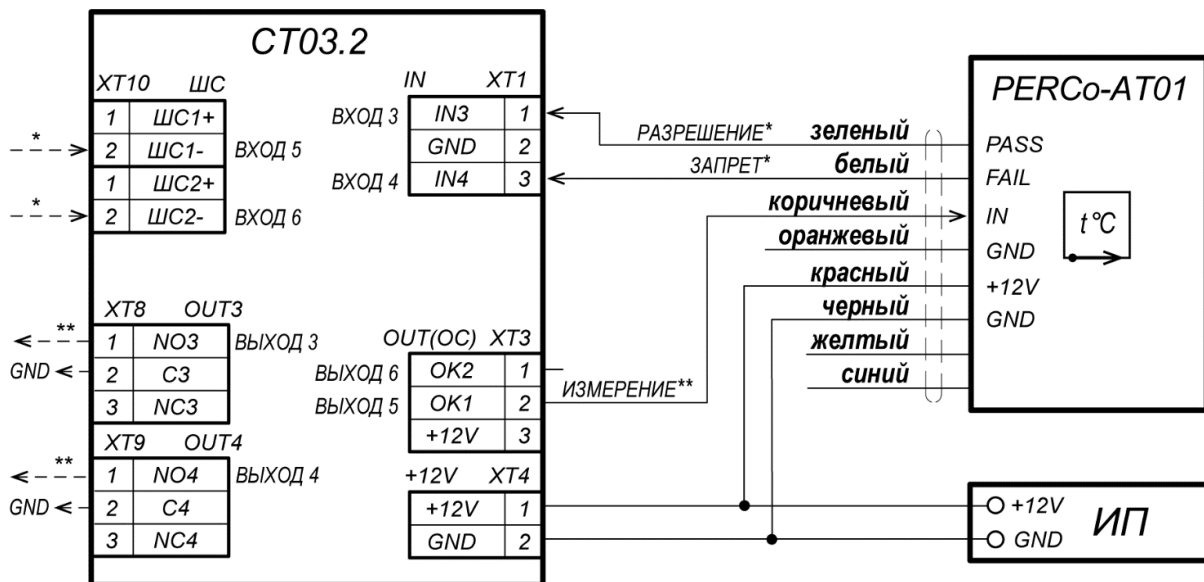 CT03.2
XT10 ШС
1 ШС1+
* 2 ШС1- ВХОД 5
1 ШС2+
* 2 ШС2- ВХОД 6
IN XT1
ВХОД 3 IN3 1
GND 2
ВХОД 4 IN4 3
XT8 OUT3
** 1 NO3 ВЫХОД 3
GND 2 C3
3 NC3
XT9 OUT4
** 1 NO4 ВЫХОД 4
GND 2 C4
3 NC4
OUT(OC) XT3
ВЫХОД 6 OK2 1
ВЫХОД 5 OK1 2
+12V 3
+12V XT4
+12V 1
GND 2
РАЗРЕШЕНИЕ*
ЗАПРЕТ*
ИЗМЕРЕНИЕ**
зеленый
белый
коричневый
оранжевый
красный
черный
желтый
синий
PERCo-AT01
PASS
FAIL
IN
GND
+12V
GND
t°C
+12V
GND
ИП